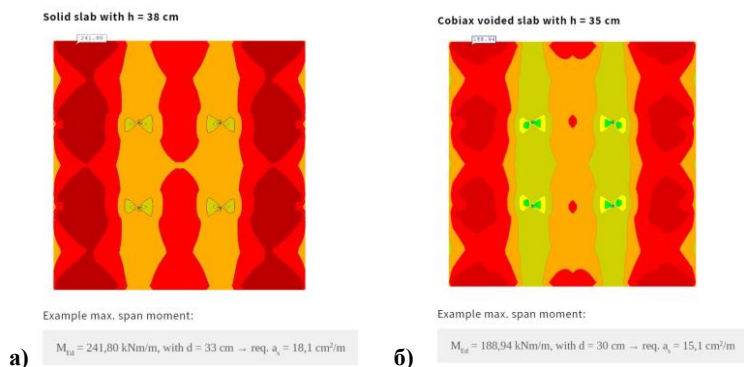 Solid slab with h = 38 cm
Cobiax voided slab with h = 35 cm
Example max. span moment:
Example max. span moment:
M_Ed = 241,80 kNm/m, with d = 33 cm → req. a_s = 18,1 cm²/m
M_Ed = 188,94 kNm/m, with d = 30 cm → req. a_s = 15,1 cm²/m
а)
б)